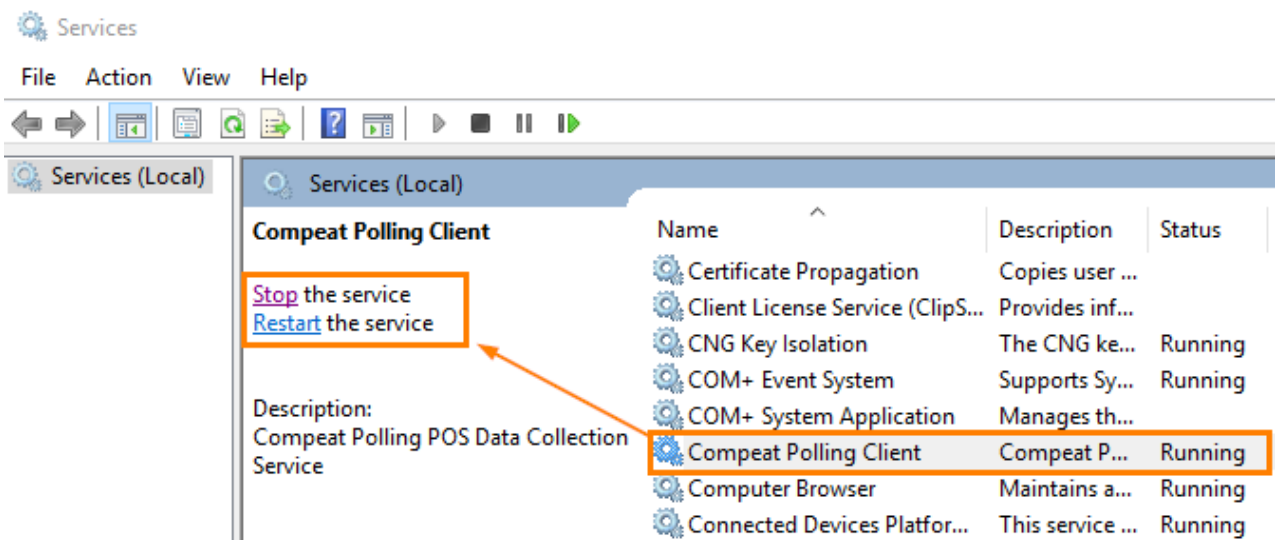 Services
File Action View Help
Services (Local)
Services (Local)
Compeat Polling Client
Stop the service
Restart the service
Description:
Compeat Polling POS Data Collection
Service
Name Description Status
Certificate Propagation Copies user ...
Client License Service (ClipS... Provides inf...
CNG Key Isolation The CNG ke... Running
COM+ Event System Supports Sy... Running
COM+ System Application Manages th...
Compeat Polling Client Compeat P... Running
Computer Browser Maintains a... Running
Connected Devices Platfor... This service ... Running